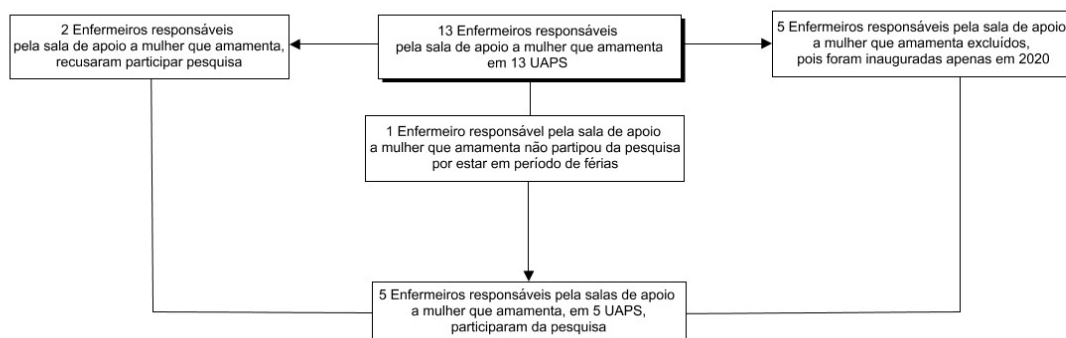 2 Enfermeiros responsáveis
pela sala de apoio a mulher que amamenta,
recusaram participar pesquisa
13 Enfermeiros responsáveis
pela sala de apoio a mulher que amamenta
em 13 UAPS
5 Enfermeiros responsáveis pela sala de apoio
a mulher que amamenta excluídos,
pois foram inauguradas apenas em 2020
1 Enfermeiro responsável pela sala de apoio
a mulher que amamenta não partipou da pesquisa
por estar em período de férias
5 Enfermeiros responsáveis pela salas de apoio
a mulher que amamenta, em 5 UAPS,
participaram da pesquisa